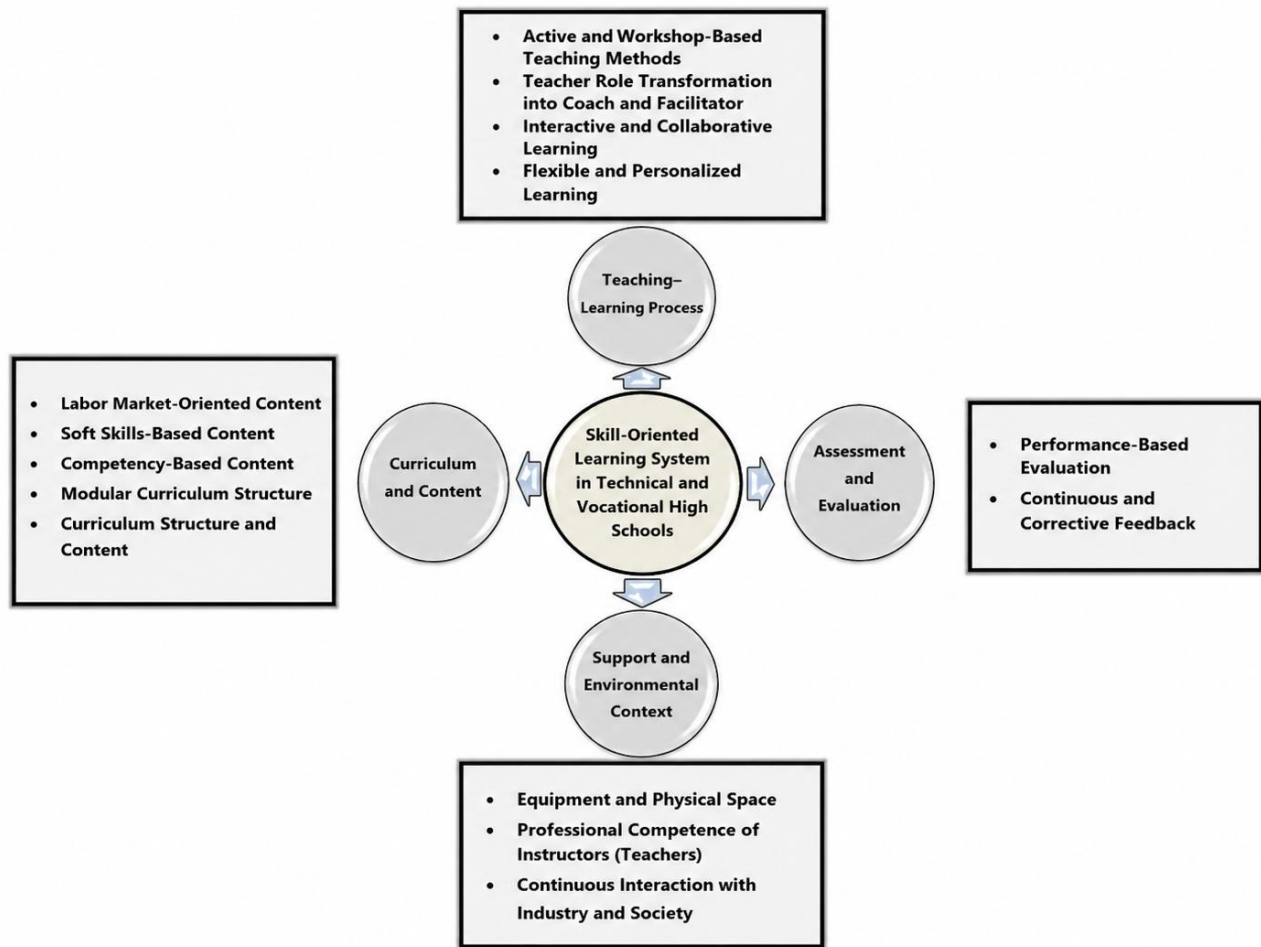 • Active and Workshop-Based
Teaching Methods
• Teacher Role Transformation
into Coach and Facilitator
• Interactive and Collaborative
Learning
• Flexible and Personalized
Learning
Teaching–
Learning Process
• Labor Market-Oriented Content
• Soft Skills-Based Content
• Competency-Based Content
• Modular Curriculum Structure
• Curriculum Structure and
Content
Curriculum
and Content
Skill-Oriented
Learning System
in Technical and
Vocational High
Schools
Assessment
and
Evaluation
• Performance-Based
Evaluation
• Continuous and
Corrective Feedback
Support and
Environmental
Context
• Equipment and Physical Space
• Professional Competence of
Instructors (Teachers)
• Continuous Interaction with
Industry and Society